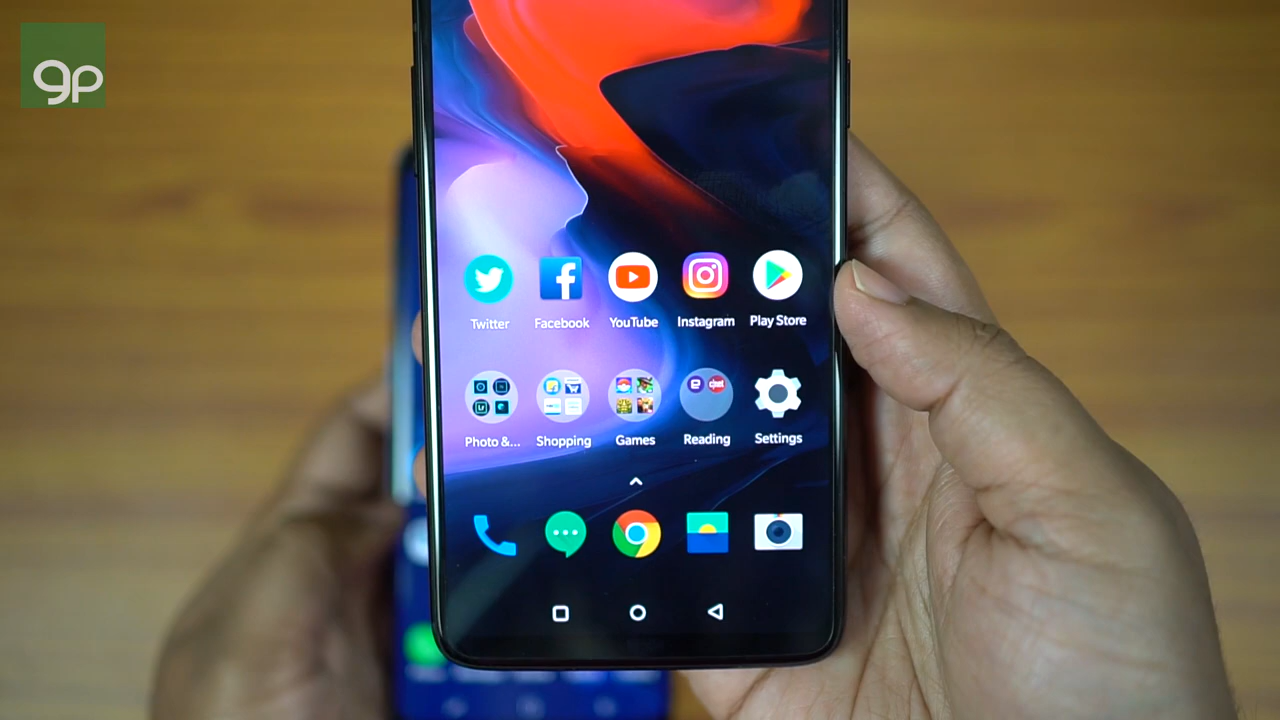 gp
Twitter Facebook YouTube Instagram Play Store
Photo &... Shopping Games Reading Settings